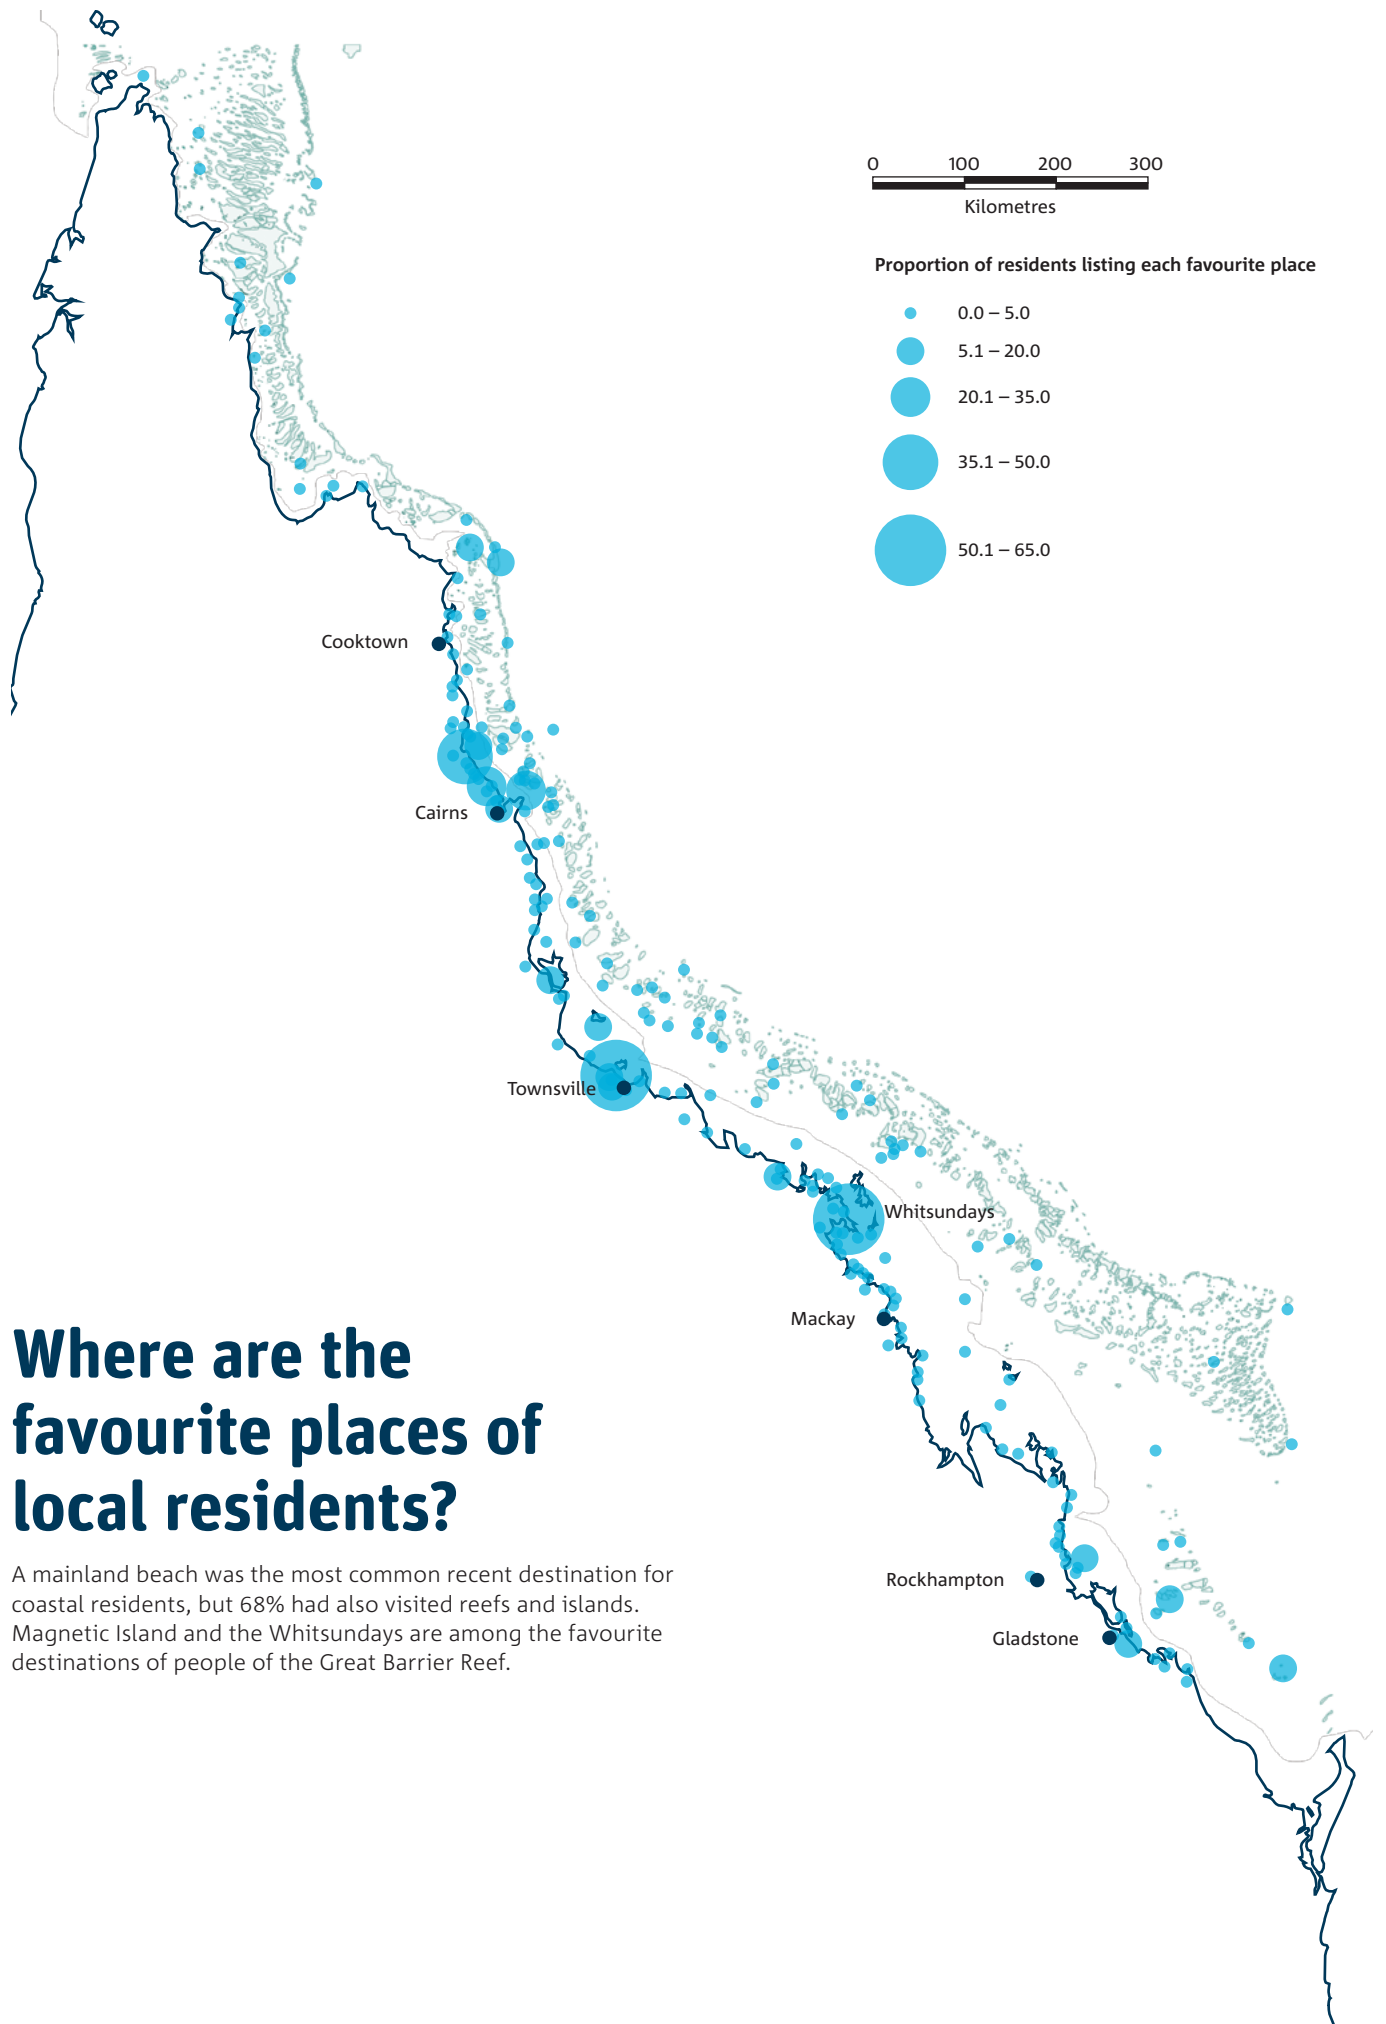 0 100 200 300
Kilometres
Proportion of residents listing each favourite place
0.0 – 5.0
5.1 – 20.0
20.1 – 35.0
35.1 – 50.0
50.1 – 65.0
Cooktown
Cairns
Townsville
Whitsundays
Mackay
Rockhampton
Gladstone
Where are the
favourite places of
local residents?
A mainland beach was the most common recent destination for
coastal residents, but 68% had also visited reefs and islands.
Magnetic Island and the Whitsundays are among the favourite
destinations of people of the Great Barrier Reef.